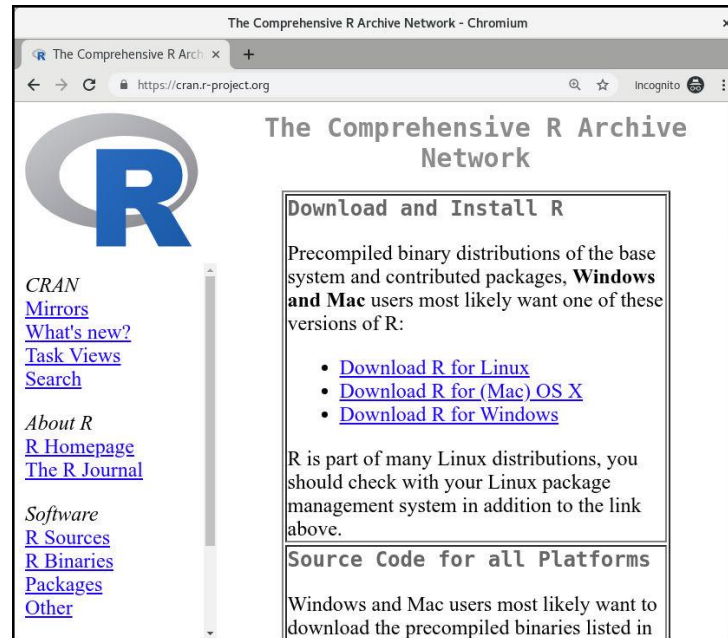 The Comprehensive R Archive Network - Chromium
The Comprehensive R Arch
https://cran.r-project.org
Incognito
R
CRAN
Mirrors
What's new?
Task Views
Search
About R
R Homepage
The R Journal
Software
R Sources
R Binaries
Packages
Other
The Comprehensive R Archive
Network
Download and Install R
Precompiled binary distributions of the base
system and contributed packages, Windows
and Mac users most likely want one of these
versions of R:
Download R for Linux
Download R for (Mac) OS X
Download R for Windows
R is part of many Linux distributions, you
should check with your Linux package
management system in addition to the link
above.
Source Code for all Platforms
Windows and Mac users most likely want to
download the precompiled binaries listed in